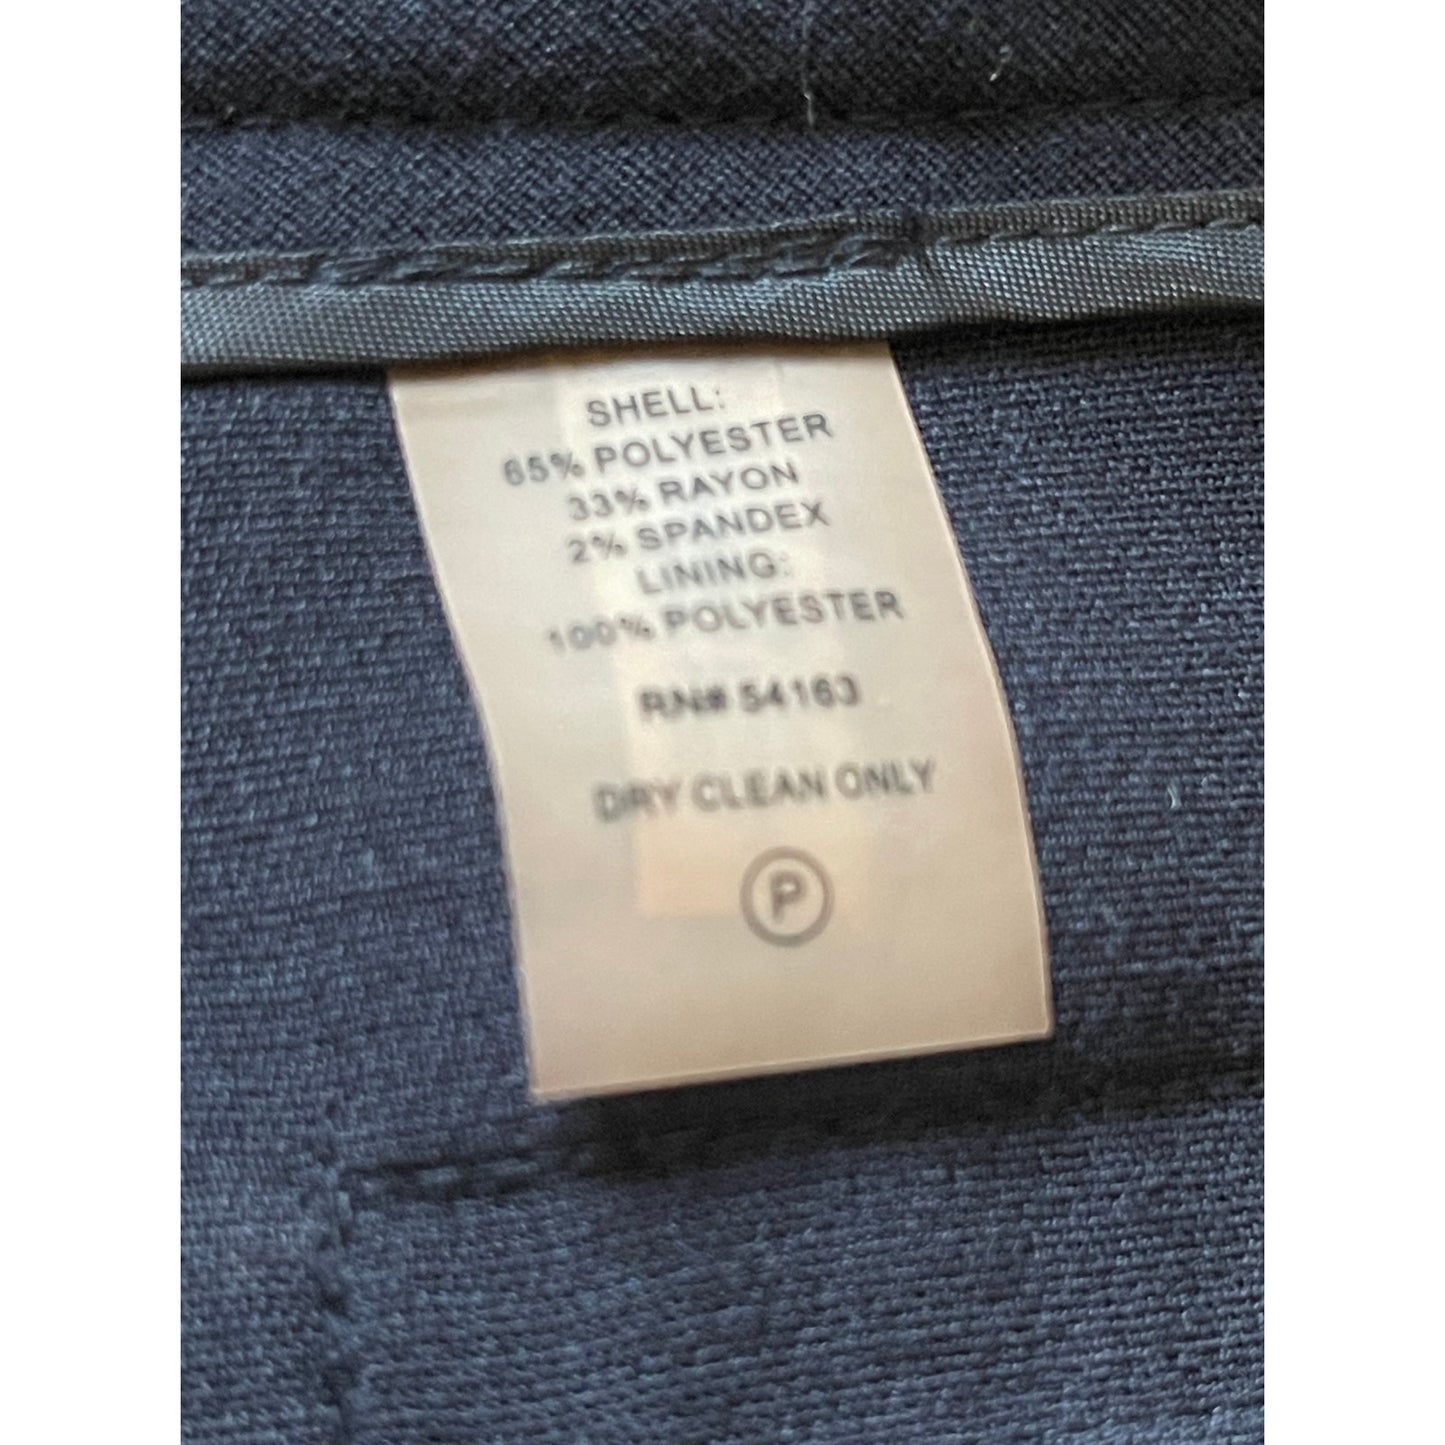 SHELL:
65% POLYESTER
33% RAYON
2% SPANDEX
LINING:
100% POLYESTER
RN# 54163
DRY CLEAN ONLY
P